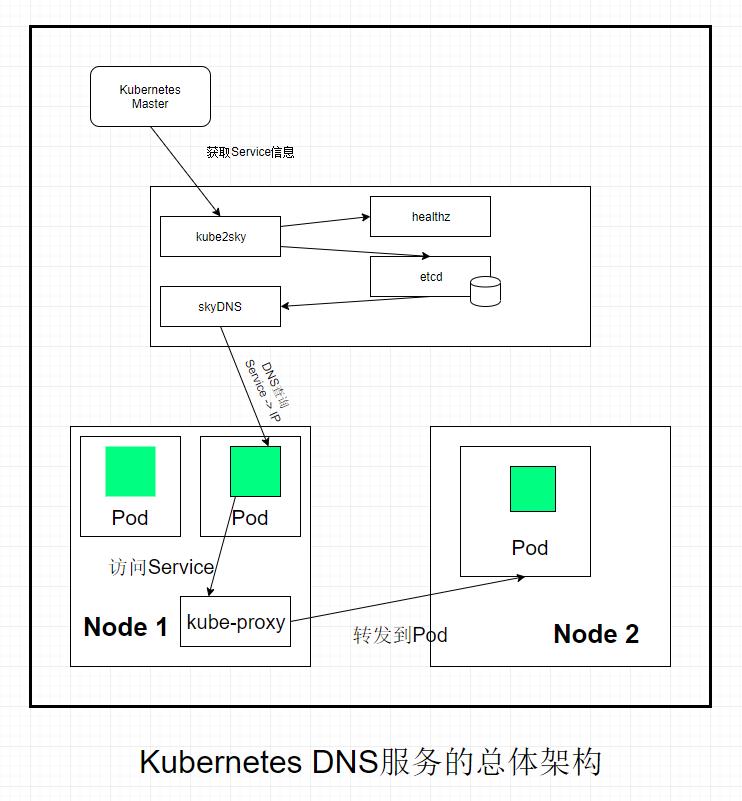 Kubernetes
Master
获取Service信息
kube2sky
healthz
etcd
skyDNS
DNS查询
Service -> IP
Pod
Pod
Pod
访问Service
Node 1
kube-proxy
转发到Pod
Node 2
Kubernetes DNS服务的总体架构